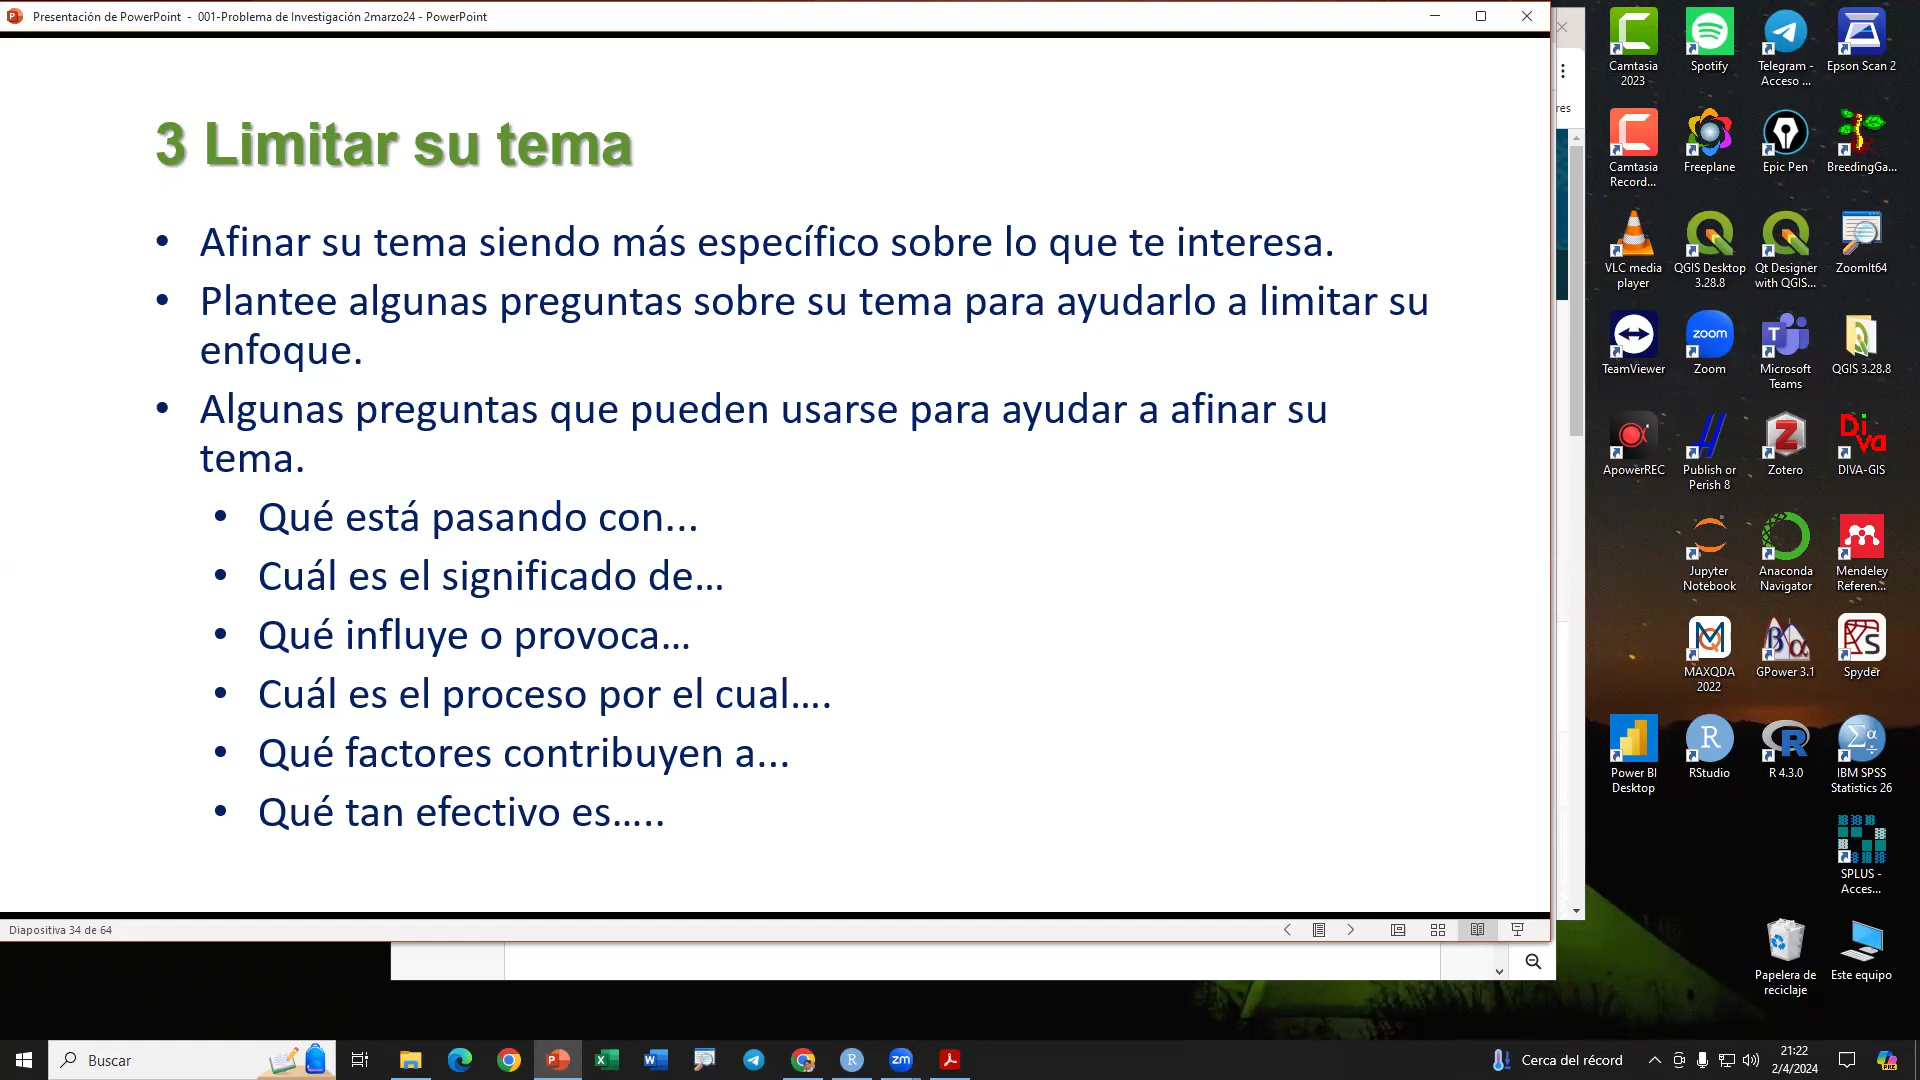 Presentación de PowerPoint - 001-Problema de Investigación 2marzo24 - PowerPoint
3 Limitar su tema
• Afinar su tema siendo más específico sobre lo que te interesa.
• Plantee algunas preguntas sobre su tema para ayudarlo a limitar su
enfoque.
• Algunas preguntas que pueden usarse para ayudar a afinar su
tema.
• Qué está pasando con...
• Cuál es el significado de...
• Qué influye o provoca...
• Cuál es el proceso por el cual....
• Qué factores contribuyen a...
• Qué tan efectivo es.....
Diapositiva 34 de 64
res
Camtasia
2023
Spotify
Telegram -
Acceso ...
Epson Scan 2
Camtasia
Record...
Freeplane
Epic Pen
BreedingGa...
VLC media
player
QGIS Desktop
3.28.8
Qt Designer
with QGIS...
ZoomIt64
TeamViewer
zoom
Zoom
Microsoft
Teams
QGIS 3.28.8
ApowerREC
Publish or
Perish 8
Zotero
Di
va
DIVA-GIS
Jupyter
Notebook
Anaconda
Navigator
Mendeley
Referen...
MAXQDA
2022
GPower 3.1
Spyder
Power BI
Desktop
RStudio
R 4.3.0
IBM SPSS
Statistics 26
SPLUS -
Acces...
Papelera de
reciclaje
Este equipo
Buscar
zm
Cerca del récord
21:22
2/4/2024